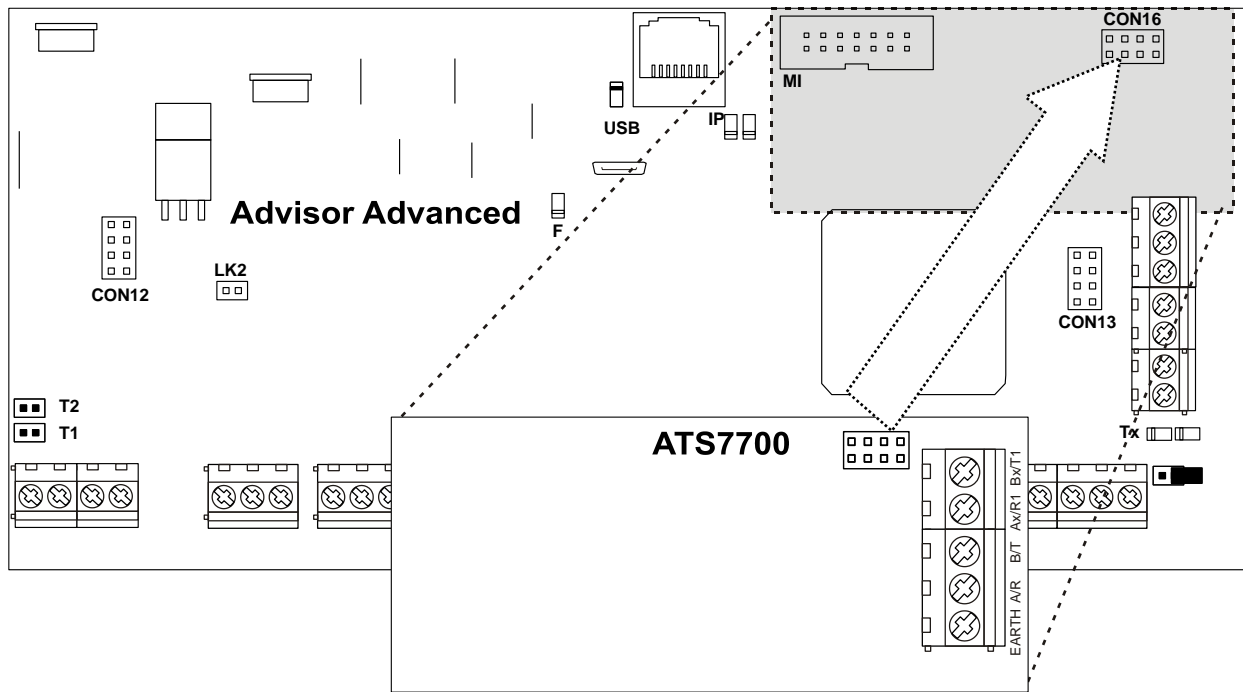 CON16
MI
USB
IP
Advisor Advanced
F
CON12
LK2
CON13
T2
T1
Tx
ATS7700
Bx/T1
Ax/R1
B/T
A/R
EARTH